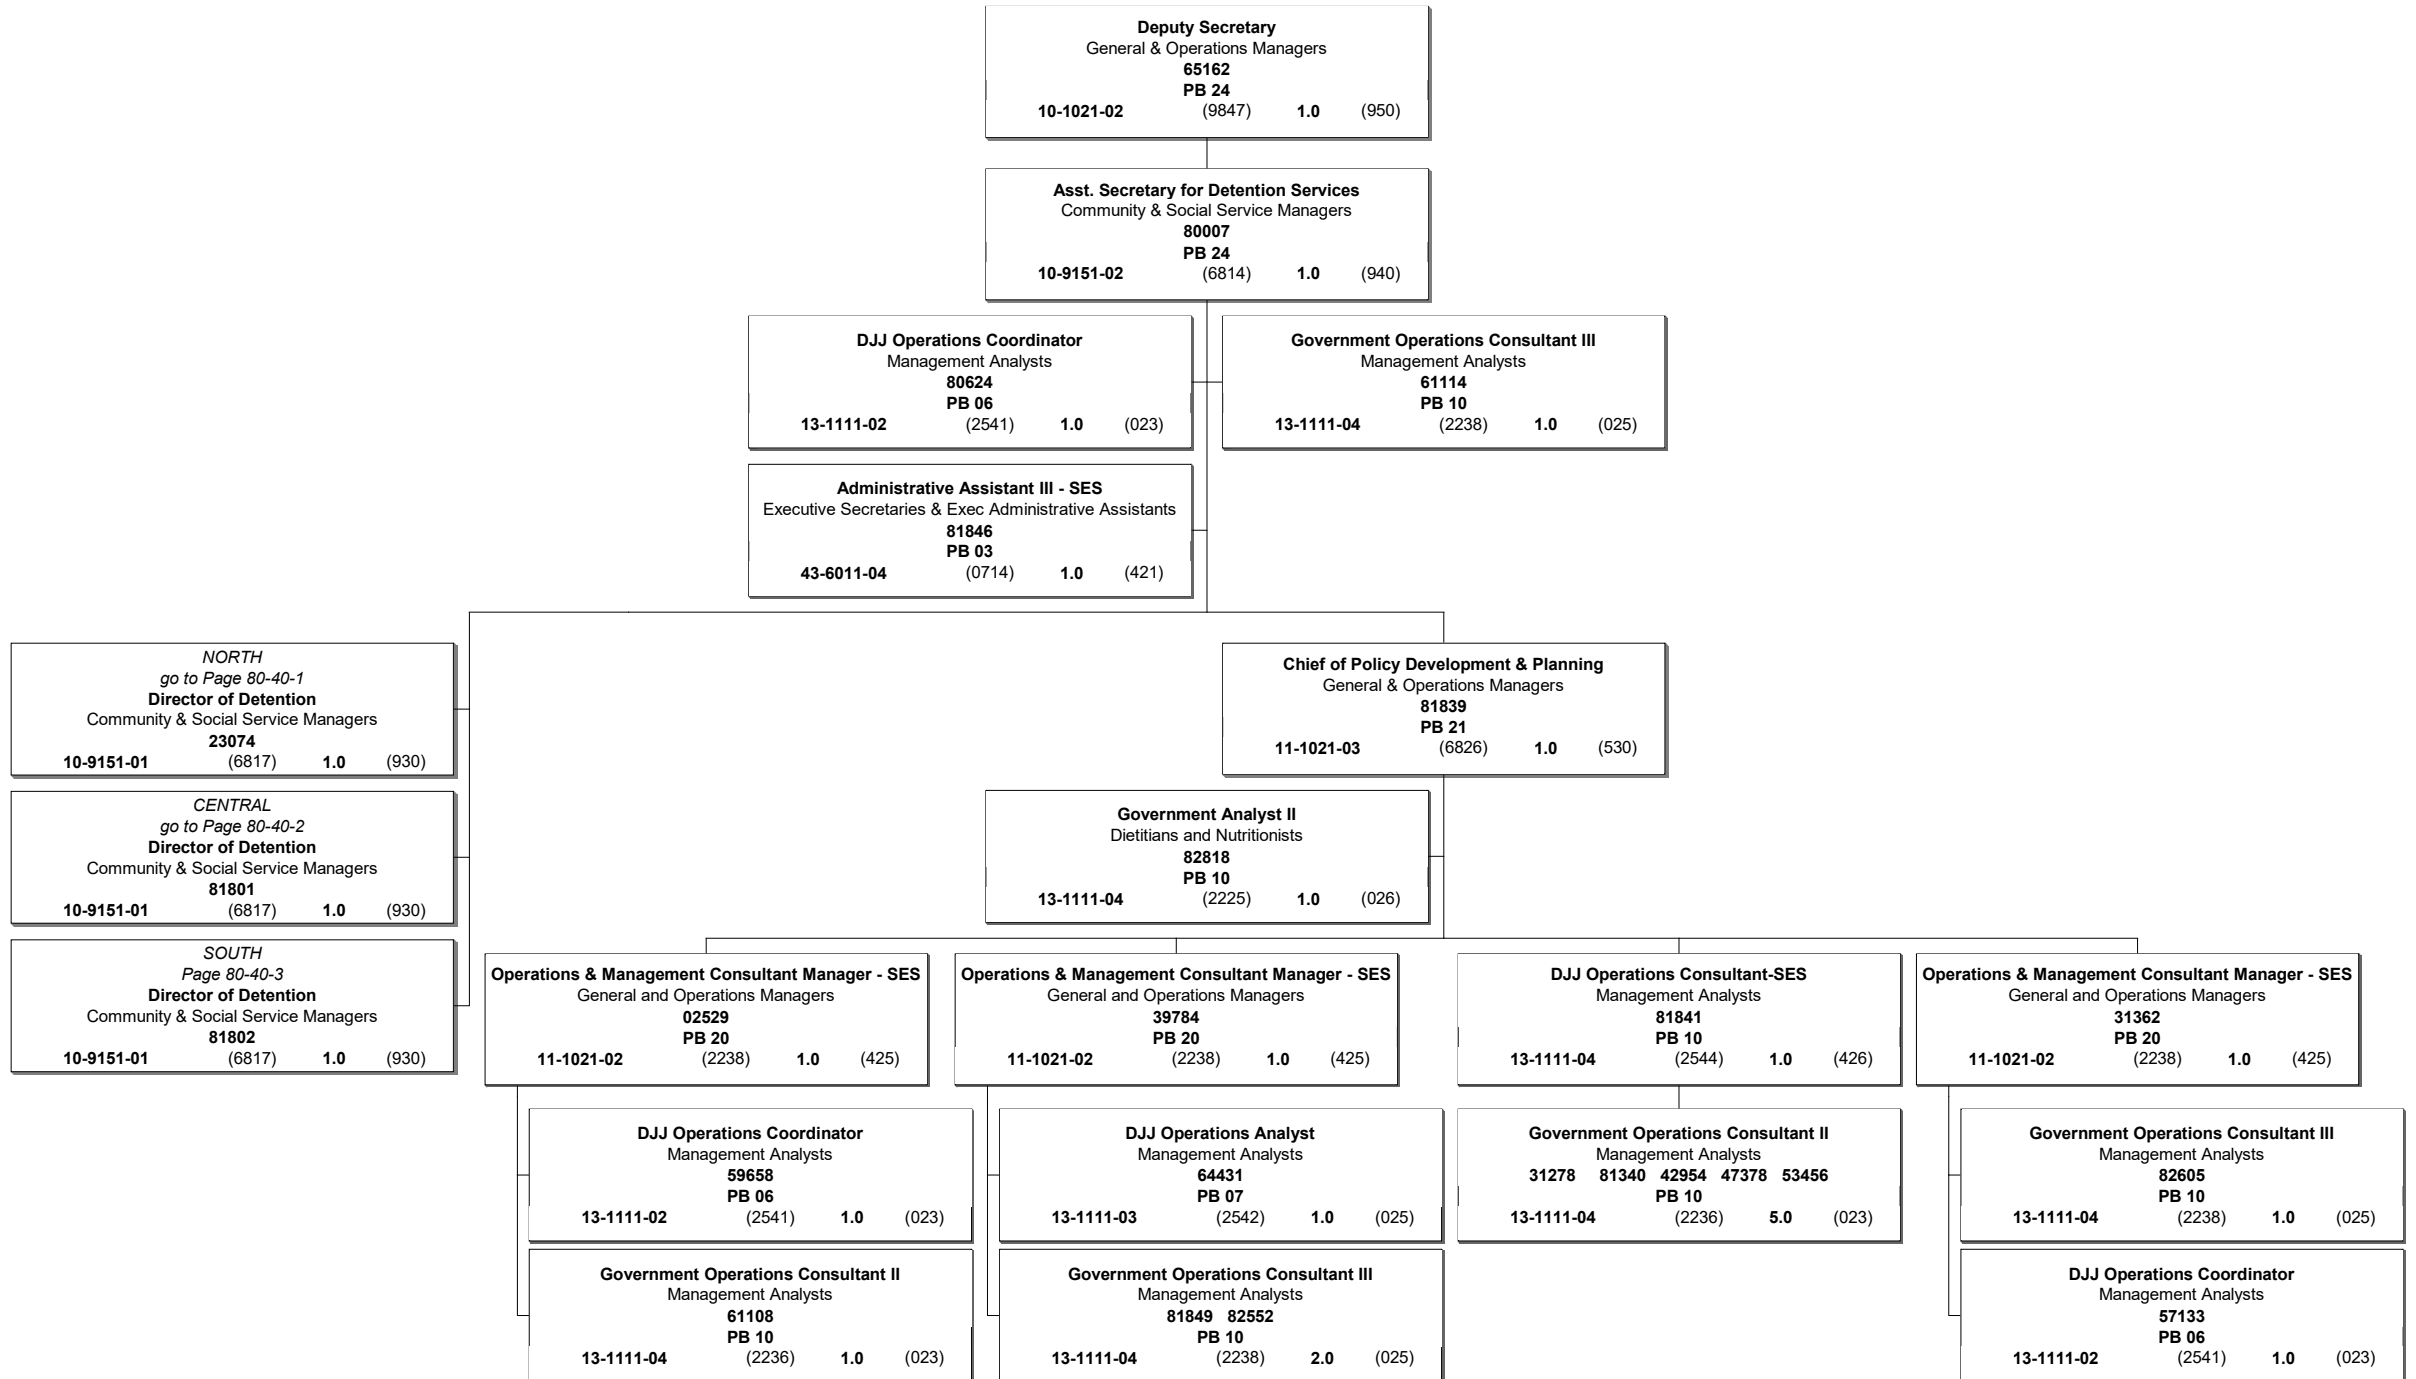 Deputy Secretary
General & Operations Managers
65162
PB 24
10-1021-02 (9847) 1.0 (950)
Asst. Secretary for Detention Services
Community & Social Service Managers
80007
PB 24
10-9151-02 (6814) 1.0 (940)
DJJ Operations Coordinator
Management Analysts
80624
PB 06
13-1111-02 (2541) 1.0 (023)
Government Operations Consultant III
Management Analysts
61114
PB 10
13-1111-04 (2238) 1.0 (025)
Administrative Assistant III - SES
Executive Secretaries & Exec Administrative Assistants
81846
PB 03
43-6011-04 (0714) 1.0 (421)
NORTH
go to Page 80-40-1
Director of Detention
Community & Social Service Managers
23074
10-9151-01 (6817) 1.0 (930)
CENTRAL
go to Page 80-40-2
Director of Detention
Community & Social Service Managers
81801
10-9151-01 (6817) 1.0 (930)
SOUTH
Page 80-40-3
Director of Detention
Community & Social Service Managers
81802
10-9151-01 (6817) 1.0 (930)
Chief of Policy Development & Planning
General & Operations Managers
81839
PB 21
11-1021-03 (6826) 1.0 (530)
Government Analyst II
Dietitians and Nutritionists
82818
PB 10
13-1111-04 (2225) 1.0 (026)
Operations & Management Consultant Manager - SES
General and Operations Managers
02529
PB 20
11-1021-02 (2238) 1.0 (425)
DJJ Operations Coordinator
Management Analysts
59658
PB 06
13-1111-02 (2541) 1.0 (023)
Government Operations Consultant II
Management Analysts
61108
PB 10
13-1111-04 (2236) 1.0 (023)
Operations & Management Consultant Manager - SES
General and Operations Managers
39784
PB 20
11-1021-02 (2238) 1.0 (425)
DJJ Operations Analyst
Management Analysts
64431
PB 07
13-1111-03 (2542) 1.0 (025)
Government Operations Consultant III
Management Analysts
81849 82552
PB 10
13-1111-04 (2238) 2.0 (025)
DJJ Operations Consultant-SES
Management Analysts
81841
PB 10
13-1111-04 (2544) 1.0 (426)
Government Operations Consultant II
Management Analysts
31278 81340 42954 47378 53456
PB 10
13-1111-04 (2236) 5.0 (023)
Operations & Management Consultant Manager - SES
General and Operations Managers
31362
PB 20
11-1021-02 (2238) 1.0 (425)
Government Operations Consultant III
Management Analysts
82605
PB 10
13-1111-04 (2238) 1.0 (025)
DJJ Operations Coordinator
Management Analysts
57133
PB 06
13-1111-02 (2541) 1.0 (023)